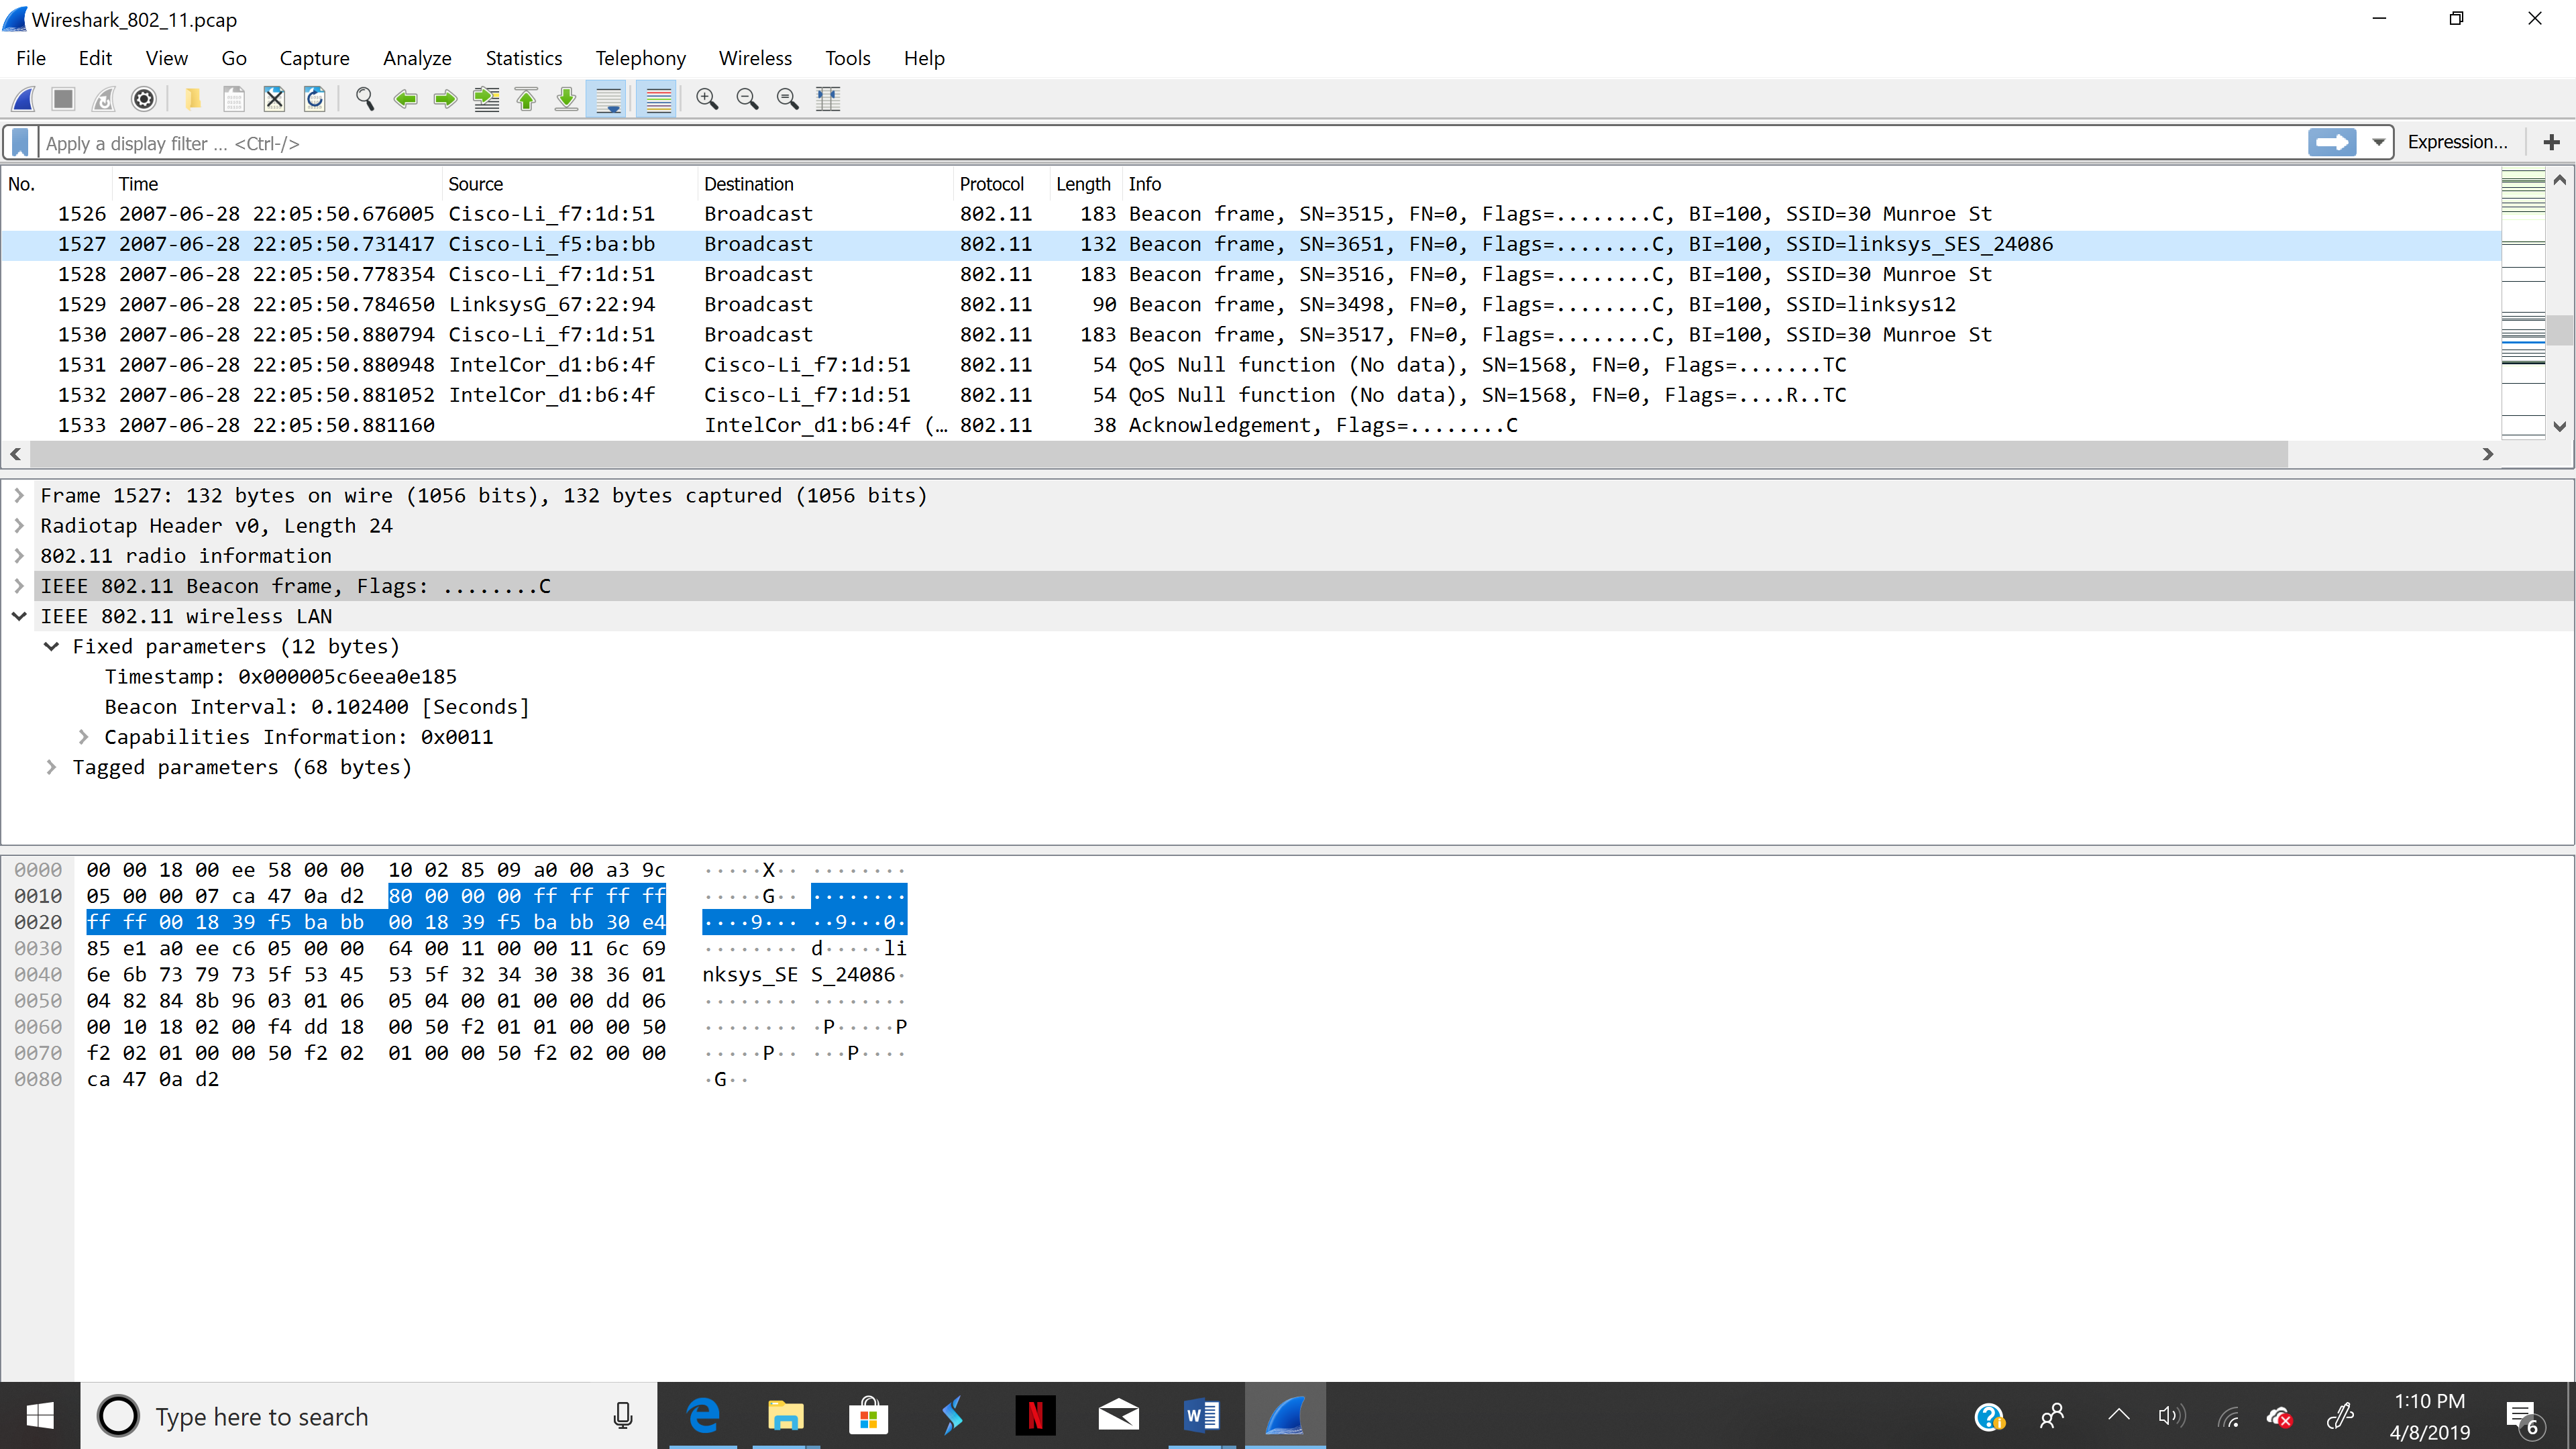 Wireshark_802_11.pcap
File Edit View Go Capture Analyze Statistics Telephony Wireless Tools Help
Apply a display filter ... <Ctrl-/> Expression... +
No. Time Source Destination Protocol Length Info
1526 2007-06-28 22:05:50.676005 Cisco-Li_f7:1d:51 Broadcast 802.11 183 Beacon frame, SN=3515, FN=0, Flags=........C, BI=100, SSID=30 Munroe St
1527 2007-06-28 22:05:50.731417 Cisco-Li_f5:ba:bb Broadcast 802.11 132 Beacon frame, SN=3651, FN=0, Flags=........C, BI=100, SSID=linksys_SES_24086
1528 2007-06-28 22:05:50.778354 Cisco-Li_f7:1d:51 Broadcast 802.11 183 Beacon frame, SN=3516, FN=0, Flags=........C, BI=100, SSID=30 Munroe St
1529 2007-06-28 22:05:50.784650 LinksysG_67:22:94 Broadcast 802.11 90 Beacon frame, SN=3498, FN=0, Flags=........C, BI=100, SSID=linksys12
1530 2007-06-28 22:05:50.880794 Cisco-Li_f7:1d:51 Broadcast 802.11 183 Beacon frame, SN=3517, FN=0, Flags=........C, BI=100, SSID=30 Munroe St
1531 2007-06-28 22:05:50.880948 IntelCor_d1:b6:4f Cisco-Li_f7:1d:51 802.11 54 QoS Null function (No data), SN=1568, FN=0, Flags=.......TC
1532 2007-06-28 22:05:50.881052 IntelCor_d1:b6:4f Cisco-Li_f7:1d:51 802.11 54 QoS Null function (No data), SN=1568, FN=0, Flags=....R..TC
1533 2007-06-28 22:05:50.881160 IntelCor_d1:b6:4f (… 802.11 38 Acknowledgement, Flags=........C
Frame 1527: 132 bytes on wire (1056 bits), 132 bytes captured (1056 bits)
Radiotap Header v0, Length 24
802.11 radio information
IEEE 802.11 Beacon frame, Flags: ........C
IEEE 802.11 wireless LAN
Fixed parameters (12 bytes)
Timestamp: 0x000005c6eea0e185
Beacon Interval: 0.102400 [Seconds]
Capabilities Information: 0x0011
Tagged parameters (68 bytes)
0000 00 00 18 00 ee 58 00 00 10 02 85 09 a0 00 a3 9c ·····X·· ········
0010 05 00 00 07 ca 47 0a d2 80 00 00 00 ff ff ff ff ·····G·· ········
0020 ff ff 00 18 39 f5 ba bb 00 18 39 f5 ba bb 30 e4 ····9··· ··9···0·
0030 85 e1 a0 ee c6 05 00 00 64 00 11 00 00 11 6c 69 ········ d·····li
0040 6e 6b 73 79 73 5f 53 45 53 5f 32 34 30 38 36 01 nksys_SE S_24086·
0050 04 82 84 8b 96 03 01 06 05 04 00 01 00 00 dd 06 ········ ········
0060 00 10 18 02 00 f4 dd 18 00 50 f2 01 01 00 00 50 ········ ·P·····P
0070 f2 02 01 00 00 50 f2 02 01 00 00 50 f2 02 00 00 ·····P·· ···P····
0080 ca 47 0a d2 ·G··
Type here to search
1:10 PM
4/8/2019
6